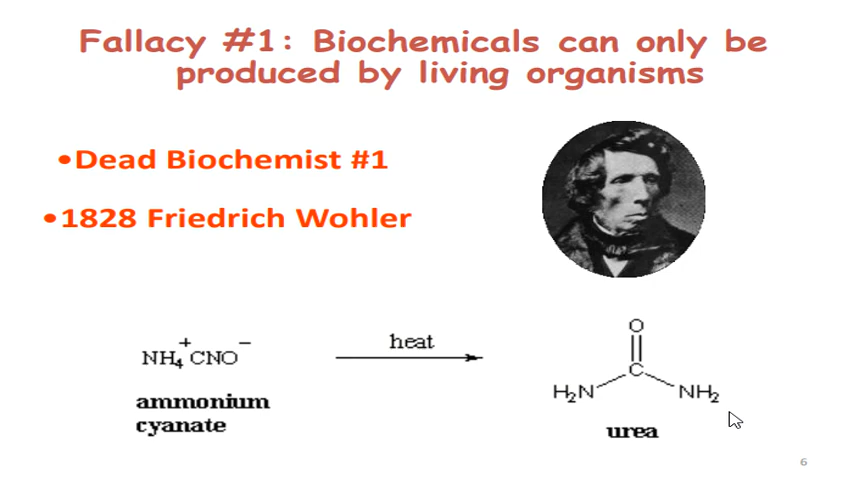 Fallacy #1: Biochemicals can only be
produced by living organisms
•Dead Biochemist #1
•1828 Friedrich Wohler
NH4+ CNO−
heat
O
C
H2N
NH2
ammonium
cyanate
urea
6